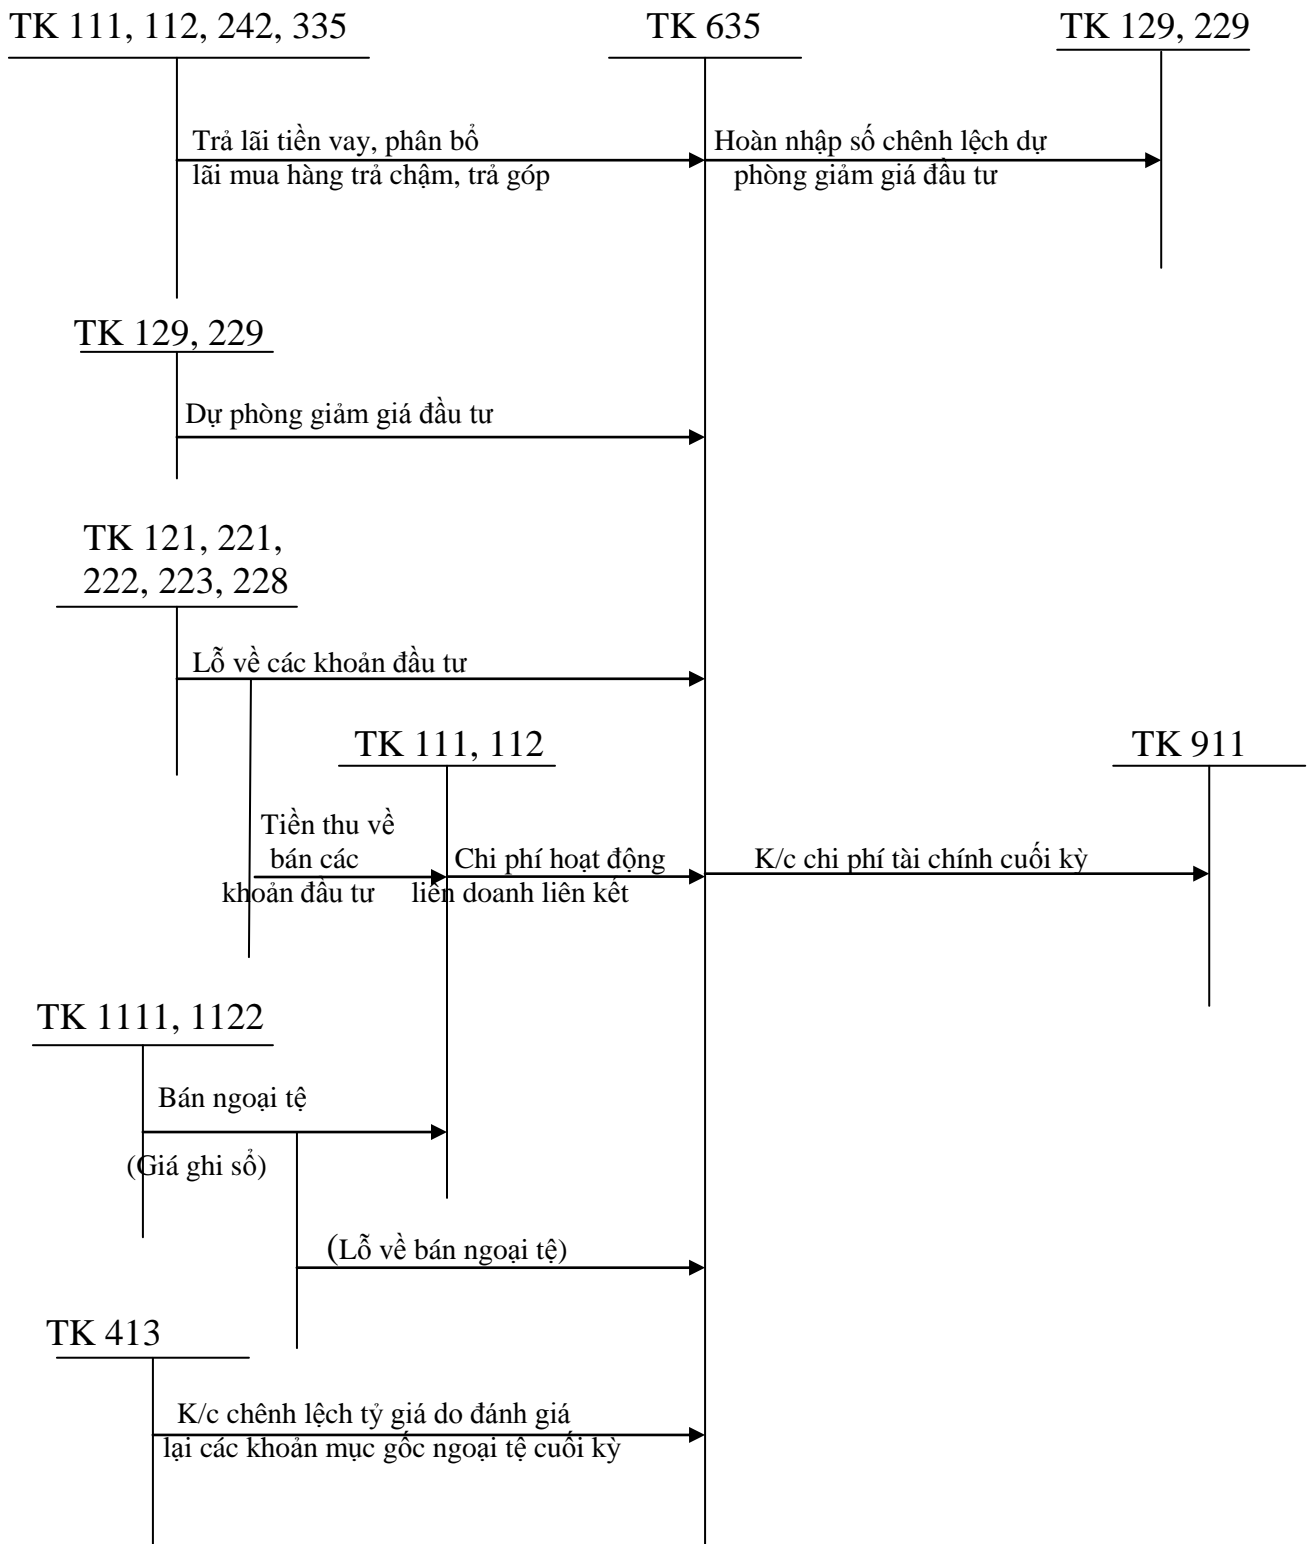 TK 111, 112, 242, 335
TK 635
TK 129, 229
Trả lãi tiền vay, phân bổ
lãi mua hàng trả chậm, trả góp
Hoàn nhập số chênh lệch dự
phòng giảm giá đầu tư
TK 129, 229
Dự phòng giảm giá đầu tư
TK 121, 221,
222, 223, 228
Lỗ về các khoản đầu tư
TK 111, 112
TK 911
Tiền thu về
bán các
khoản đầu tư
Chi phí hoạt động
liên doanh liên kết
K/c chi phí tài chính cuối kỳ
TK 1111, 1122
Bán ngoại tệ
(Giá ghi sổ)
(Lỗ về bán ngoại tệ)
TK 413
K/c chênh lệch tỷ giá do đánh giá
lại các khoản mục gốc ngoại tệ cuối kỳ